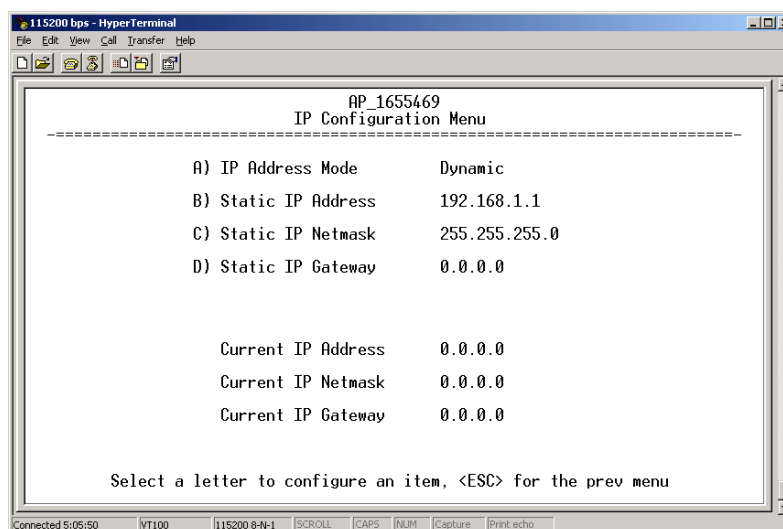 115200 bps - HyperTerminal
File Edit View Call Transfer Help
AP_1655469
IP Configuration Menu
-==========================================================================-
A) IP Address Mode Dynamic
B) Static IP Address 192.168.1.1
C) Static IP Netmask 255.255.255.0
D) Static IP Gateway 0.0.0.0
Current IP Address 0.0.0.0
Current IP Netmask 0.0.0.0
Current IP Gateway 0.0.0.0
Select a letter to configure an item, <ESC> for the prev menu
Connected 5:05:50 VT100 115200 8-N-1 SCROLL CAPS NUM Capture Print echo